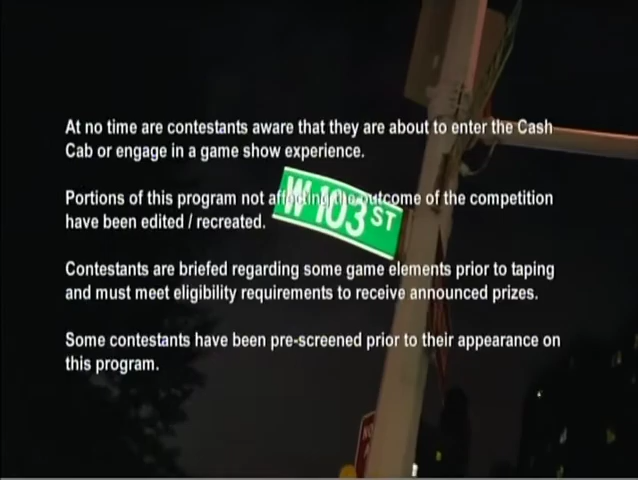 At no time are contestants aware that they are about to enter the Cash
Cab or engage in a game show experience.
Portions of this program not affecting the outcome of the competition
have been edited / recreated.
W 103 ST
Contestants are briefed regarding some game elements prior to taping
and must meet eligibility requirements to receive announced prizes.
Some contestants have been pre-screened prior to their appearance on
this program.